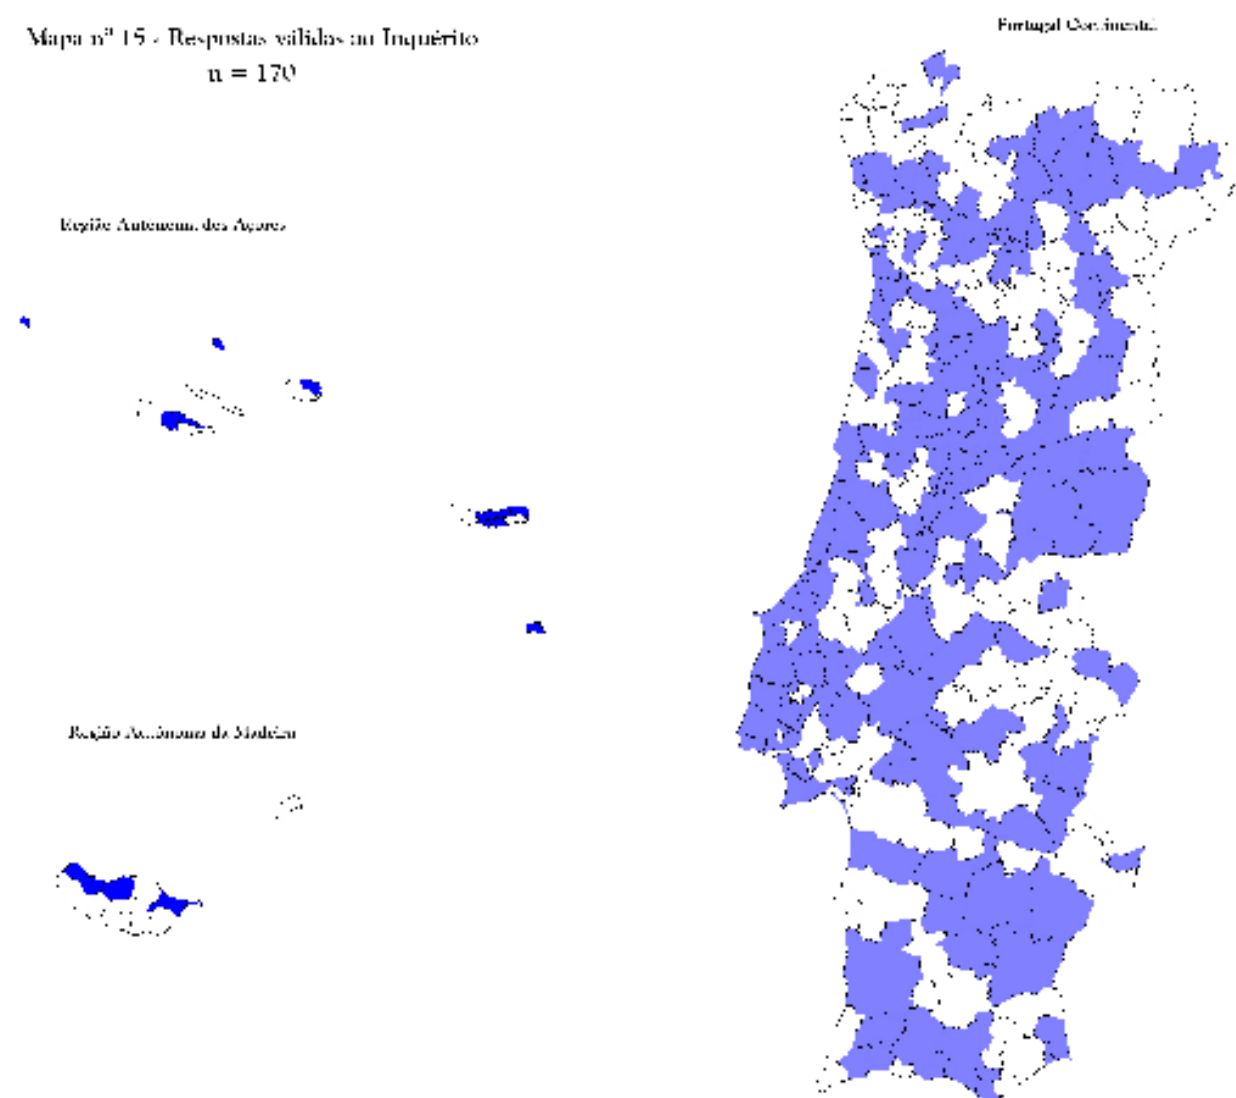 Mapa nº 15 - Respostas válidas ao Inquérito
n = 170
Portugal Continental
Região Autónoma dos Açores
Região Autónoma da Madeira